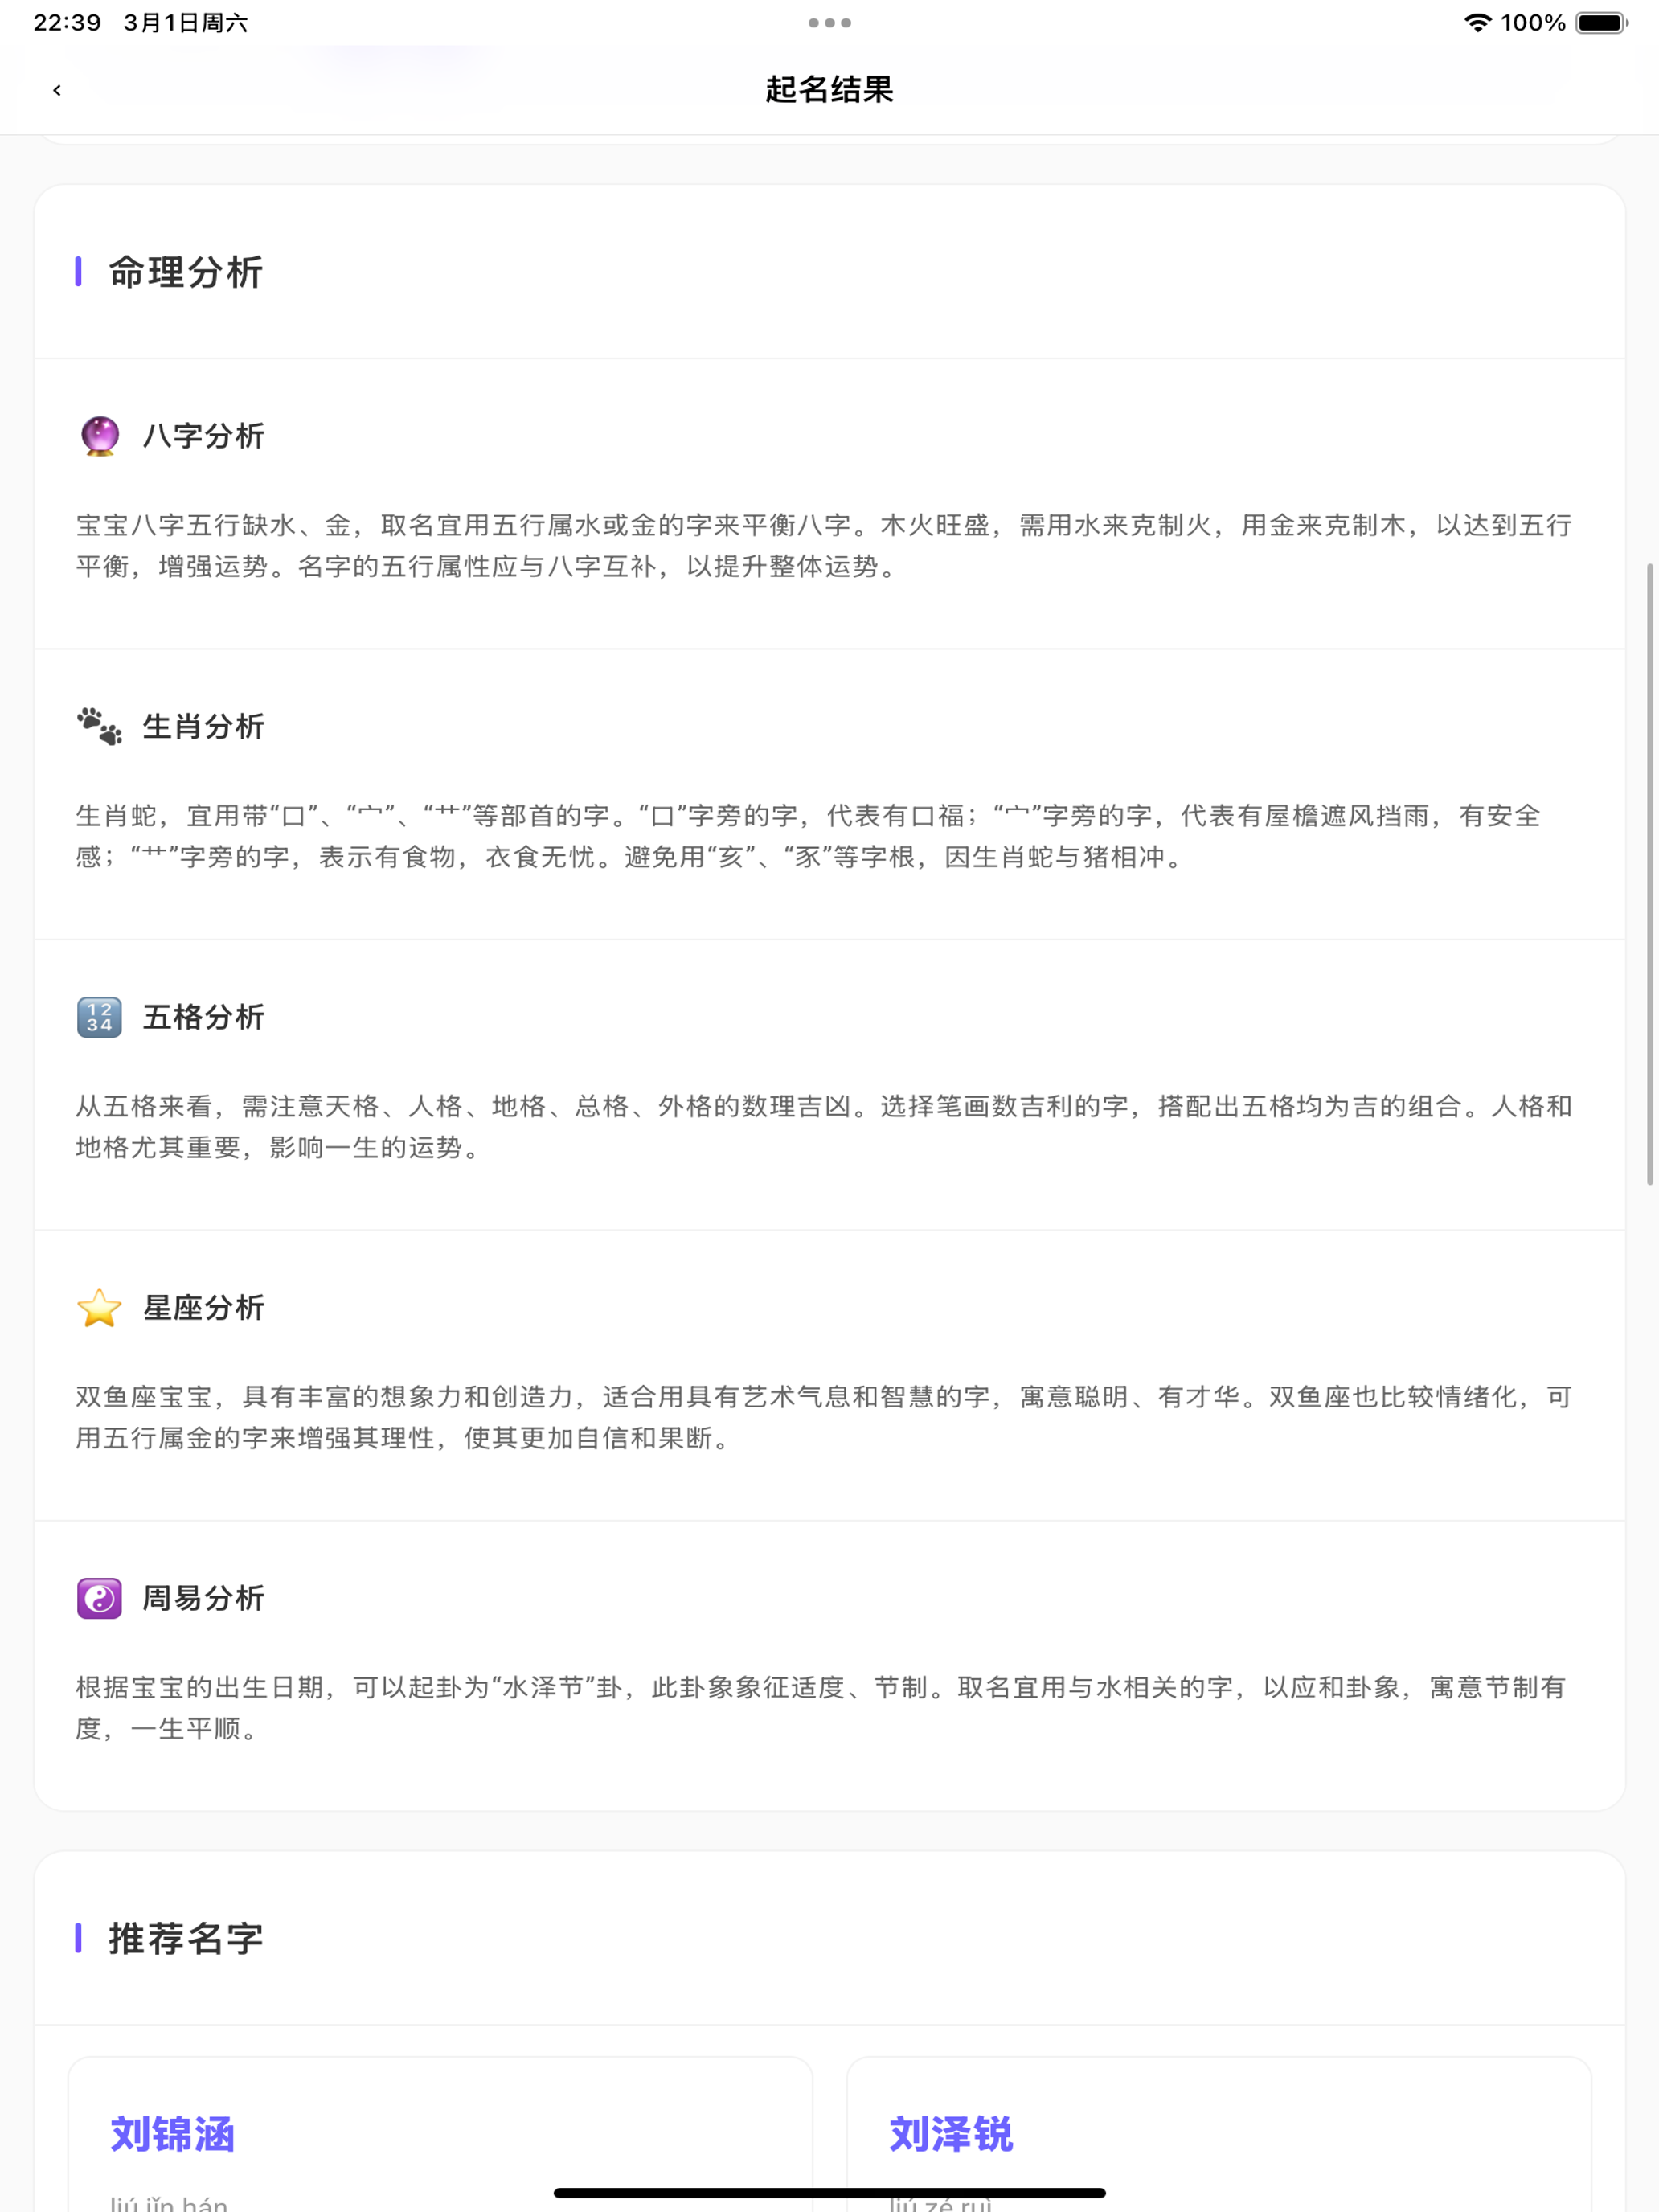 22:39 3月1日周六
100%
起名结果
命理分析
八字分析
宝宝八字五行缺水、金，取名宜用五行属水或金的字来平衡八字。木火旺盛，需用水来克制火，用金来克制木，以达到五行
平衡，增强运势。名字的五行属性应与八字互补，以提升整体运势。
生肖分析
生肖蛇，宜用带“口”、“宀”、“艹”等部首的字。“口”字旁的字，代表有口福；“宀”字旁的字，代表有屋檐遮风挡雨，有安全
感；“艹”字旁的字，表示有食物，衣食无忧。避免用“亥”、“豕”等字根，因生肖蛇与猪相冲。
1234
五格分析
从五格来看，需注意天格、人格、地格、总格、外格的数理吉凶。选择笔画数吉利的字，搭配出五格均为吉的组合。人格和
地格尤其重要，影响一生的运势。
星座分析
双鱼座宝宝，具有丰富的想象力和创造力，适合用具有艺术气息和智慧的字，寓意聪明、有才华。双鱼座也比较情绪化，可
用五行属金的字来增强其理性，使其更加自信和果断。
周易分析
根据宝宝的出生日期，可以起卦为“水泽节”卦，此卦象象征适度、节制。取名宜用与水相关的字，以应和卦象，寓意节制有
度，一生平顺。
推荐名字
刘锦涵
刘泽锐
liú jǐn hán
liú zé ruì